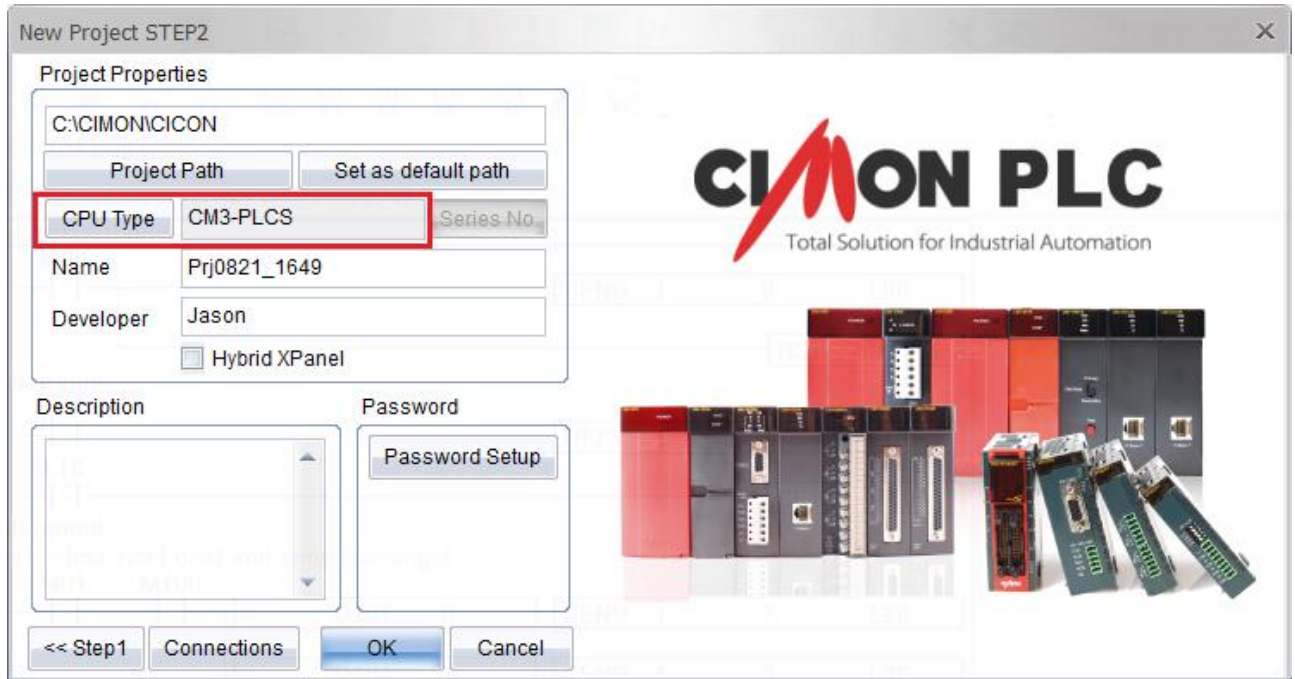 New Project STEP2
Project Properties
C:\CIMON\CICON
Project Path
Set as default path
CPU Type
CM3-PLCS
Series No.
Name
Prj0821_1649
Developer
Jason
Hybrid XPanel
Description
Password
Password Setup
<< Step1
Connections
OK
Cancel
CIMON PLC
Total Solution for Industrial Automation